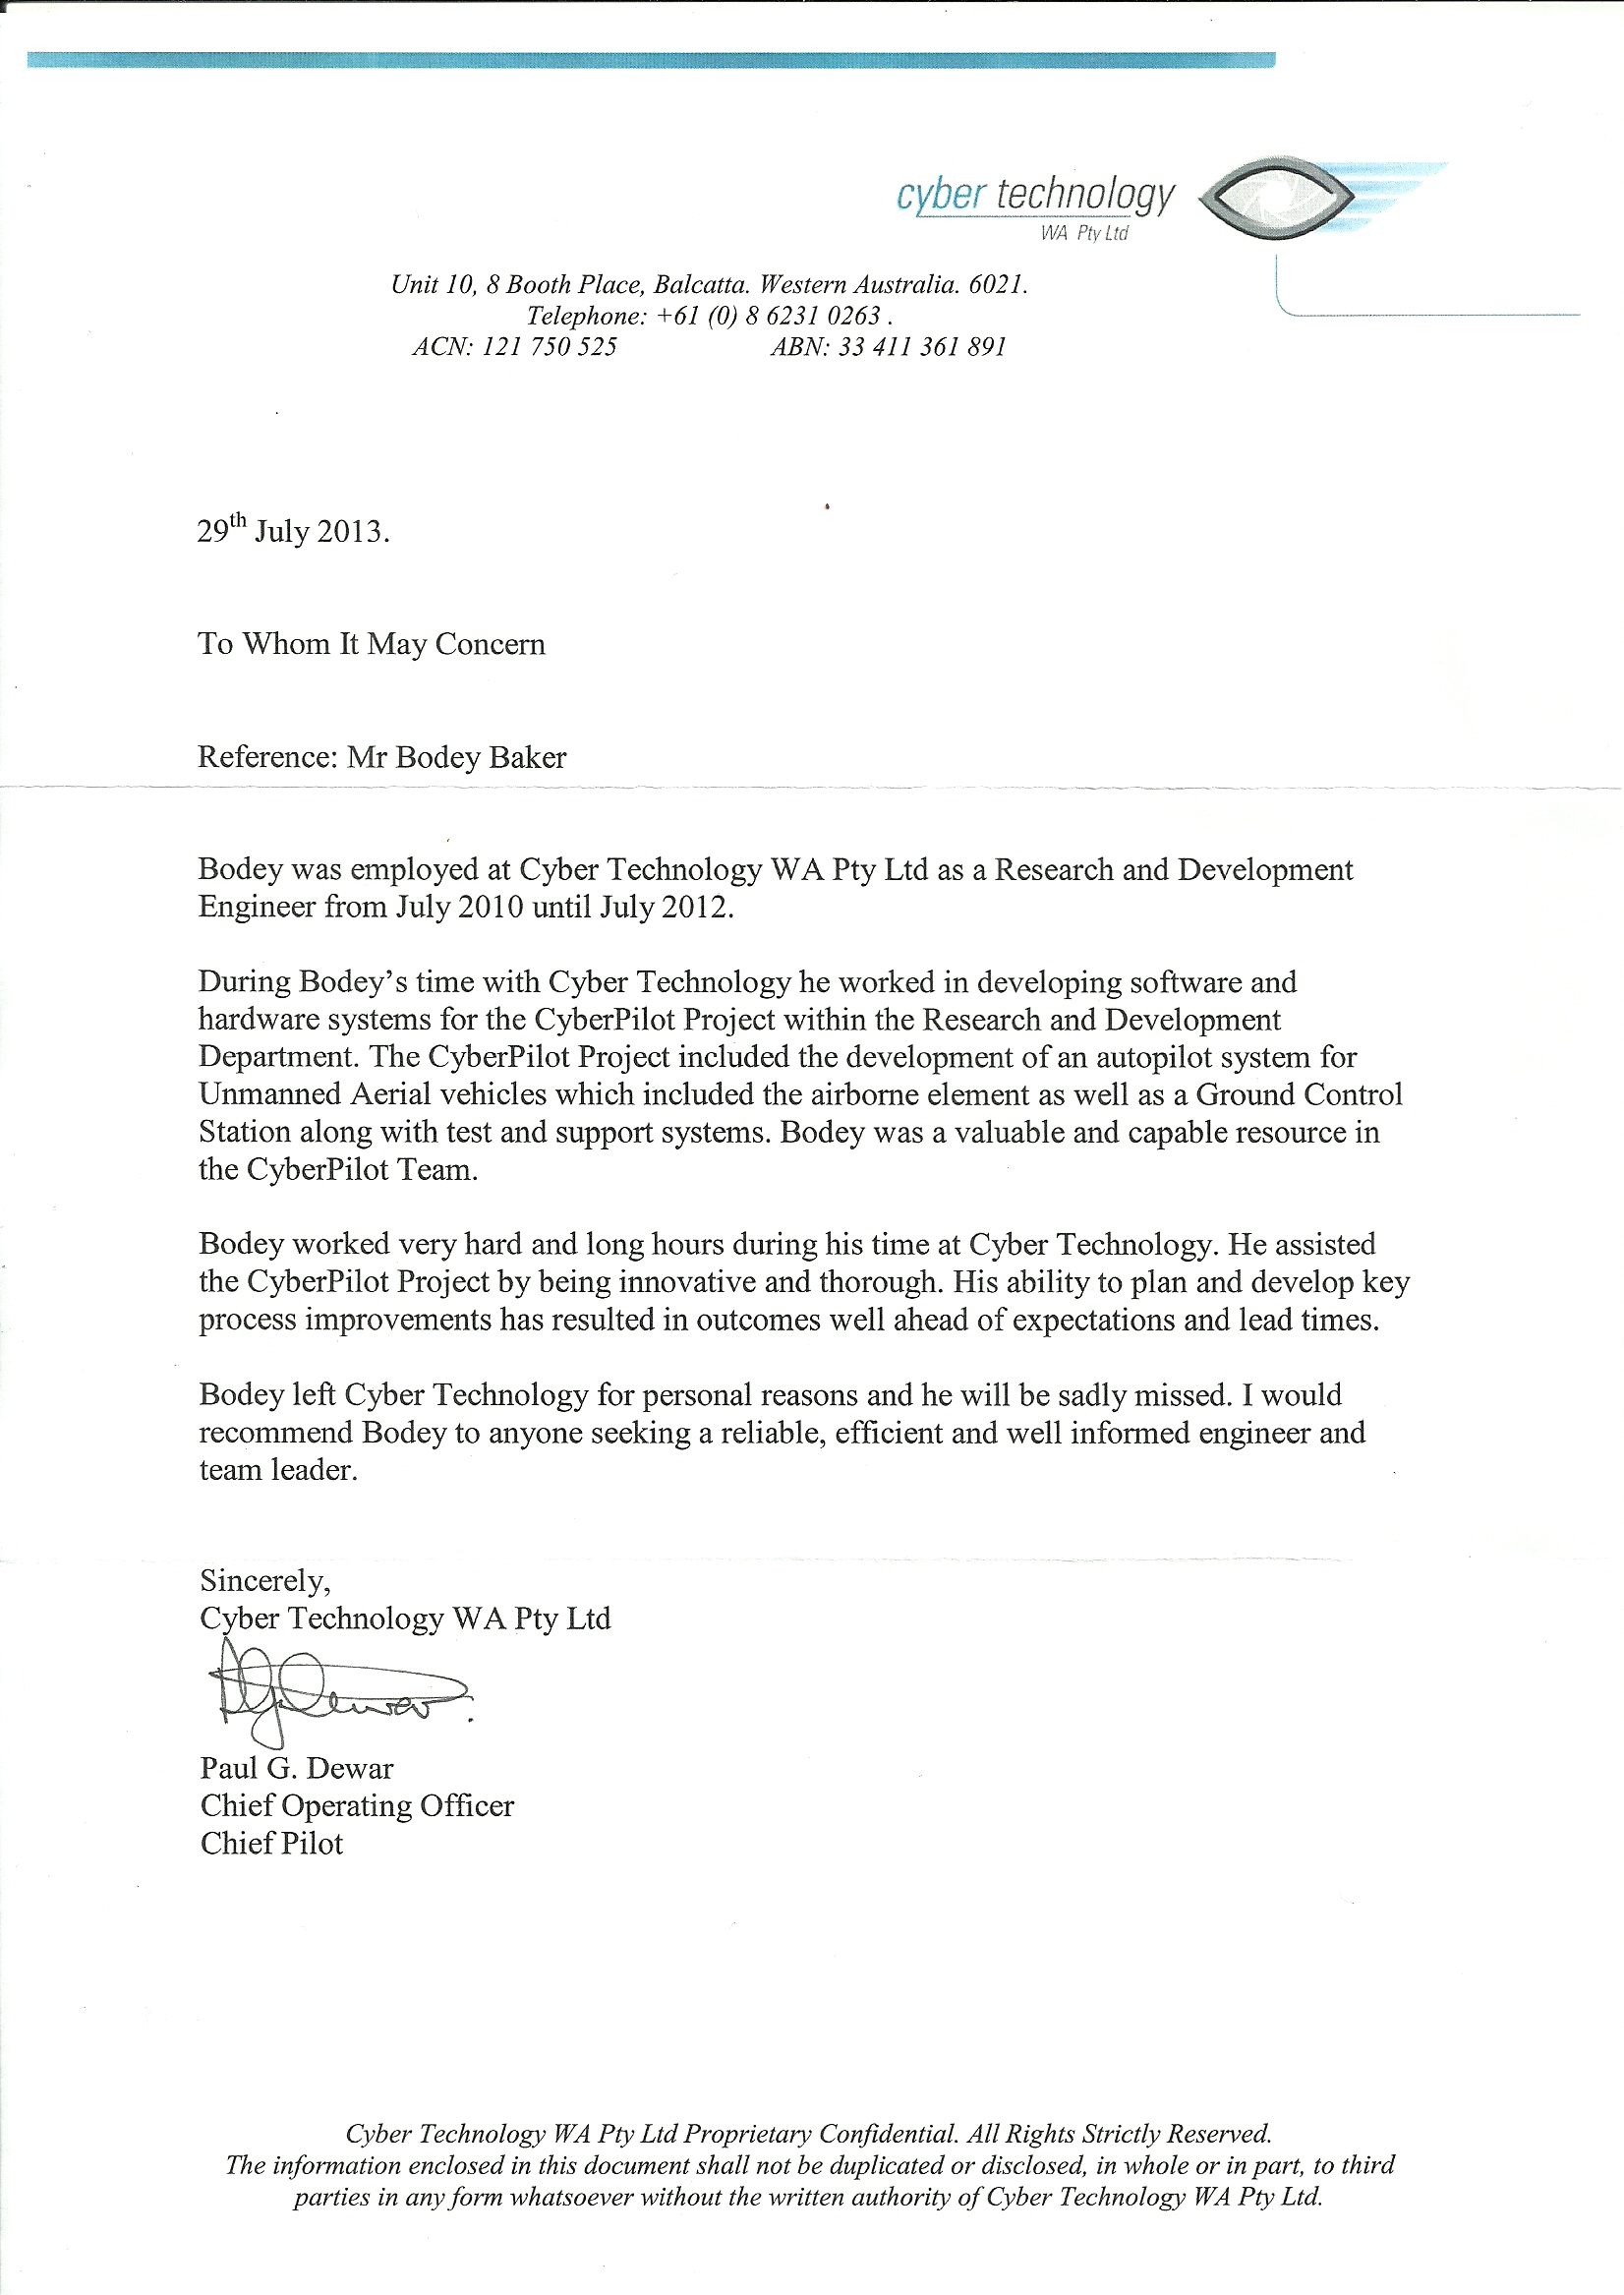 cyber technology
WA Pty Ltd
Unit 10, 8 Booth Place, Balcatta. Western Australia. 6021.
Telephone: +61 (0) 8 6231 0263 .
ACN: 121 750 525 ABN: 33 411 361 891
29th July 2013.
To Whom It May Concern
Reference: Mr Bodey Baker
Bodey was employed at Cyber Technology WA Pty Ltd as a Research and Development
Engineer from July 2010 until July 2012.
During Bodey's time with Cyber Technology he worked in developing software and
hardware systems for the CyberPilot Project within the Research and Development
Department. The CyberPilot Project included the development of an autopilot system for
Unmanned Aerial vehicles which included the airborne element as well as a Ground Control
Station along with test and support systems. Bodey was a valuable and capable resource in
the CyberPilot Team.
Bodey worked very hard and long hours during his time at Cyber Technology. He assisted
the CyberPilot Project by being innovative and thorough. His ability to plan and develop key
process improvements has resulted in outcomes well ahead of expectations and lead times.
Bodey left Cyber Technology for personal reasons and he will be sadly missed. I would
recommend Bodey to anyone seeking a reliable, efficient and well informed engineer and
team leader.
Sincerely,
Cyber Technology WA Pty Ltd
PGDewar.
Paul G. Dewar
Chief Operating Officer
Chief Pilot
Cyber Technology WA Pty Ltd Proprietary Confidential. All Rights Strictly Reserved.
The information enclosed in this document shall not be duplicated or disclosed, in whole or in part, to third
parties in any form whatsoever without the written authority of Cyber Technology WA Pty Ltd.